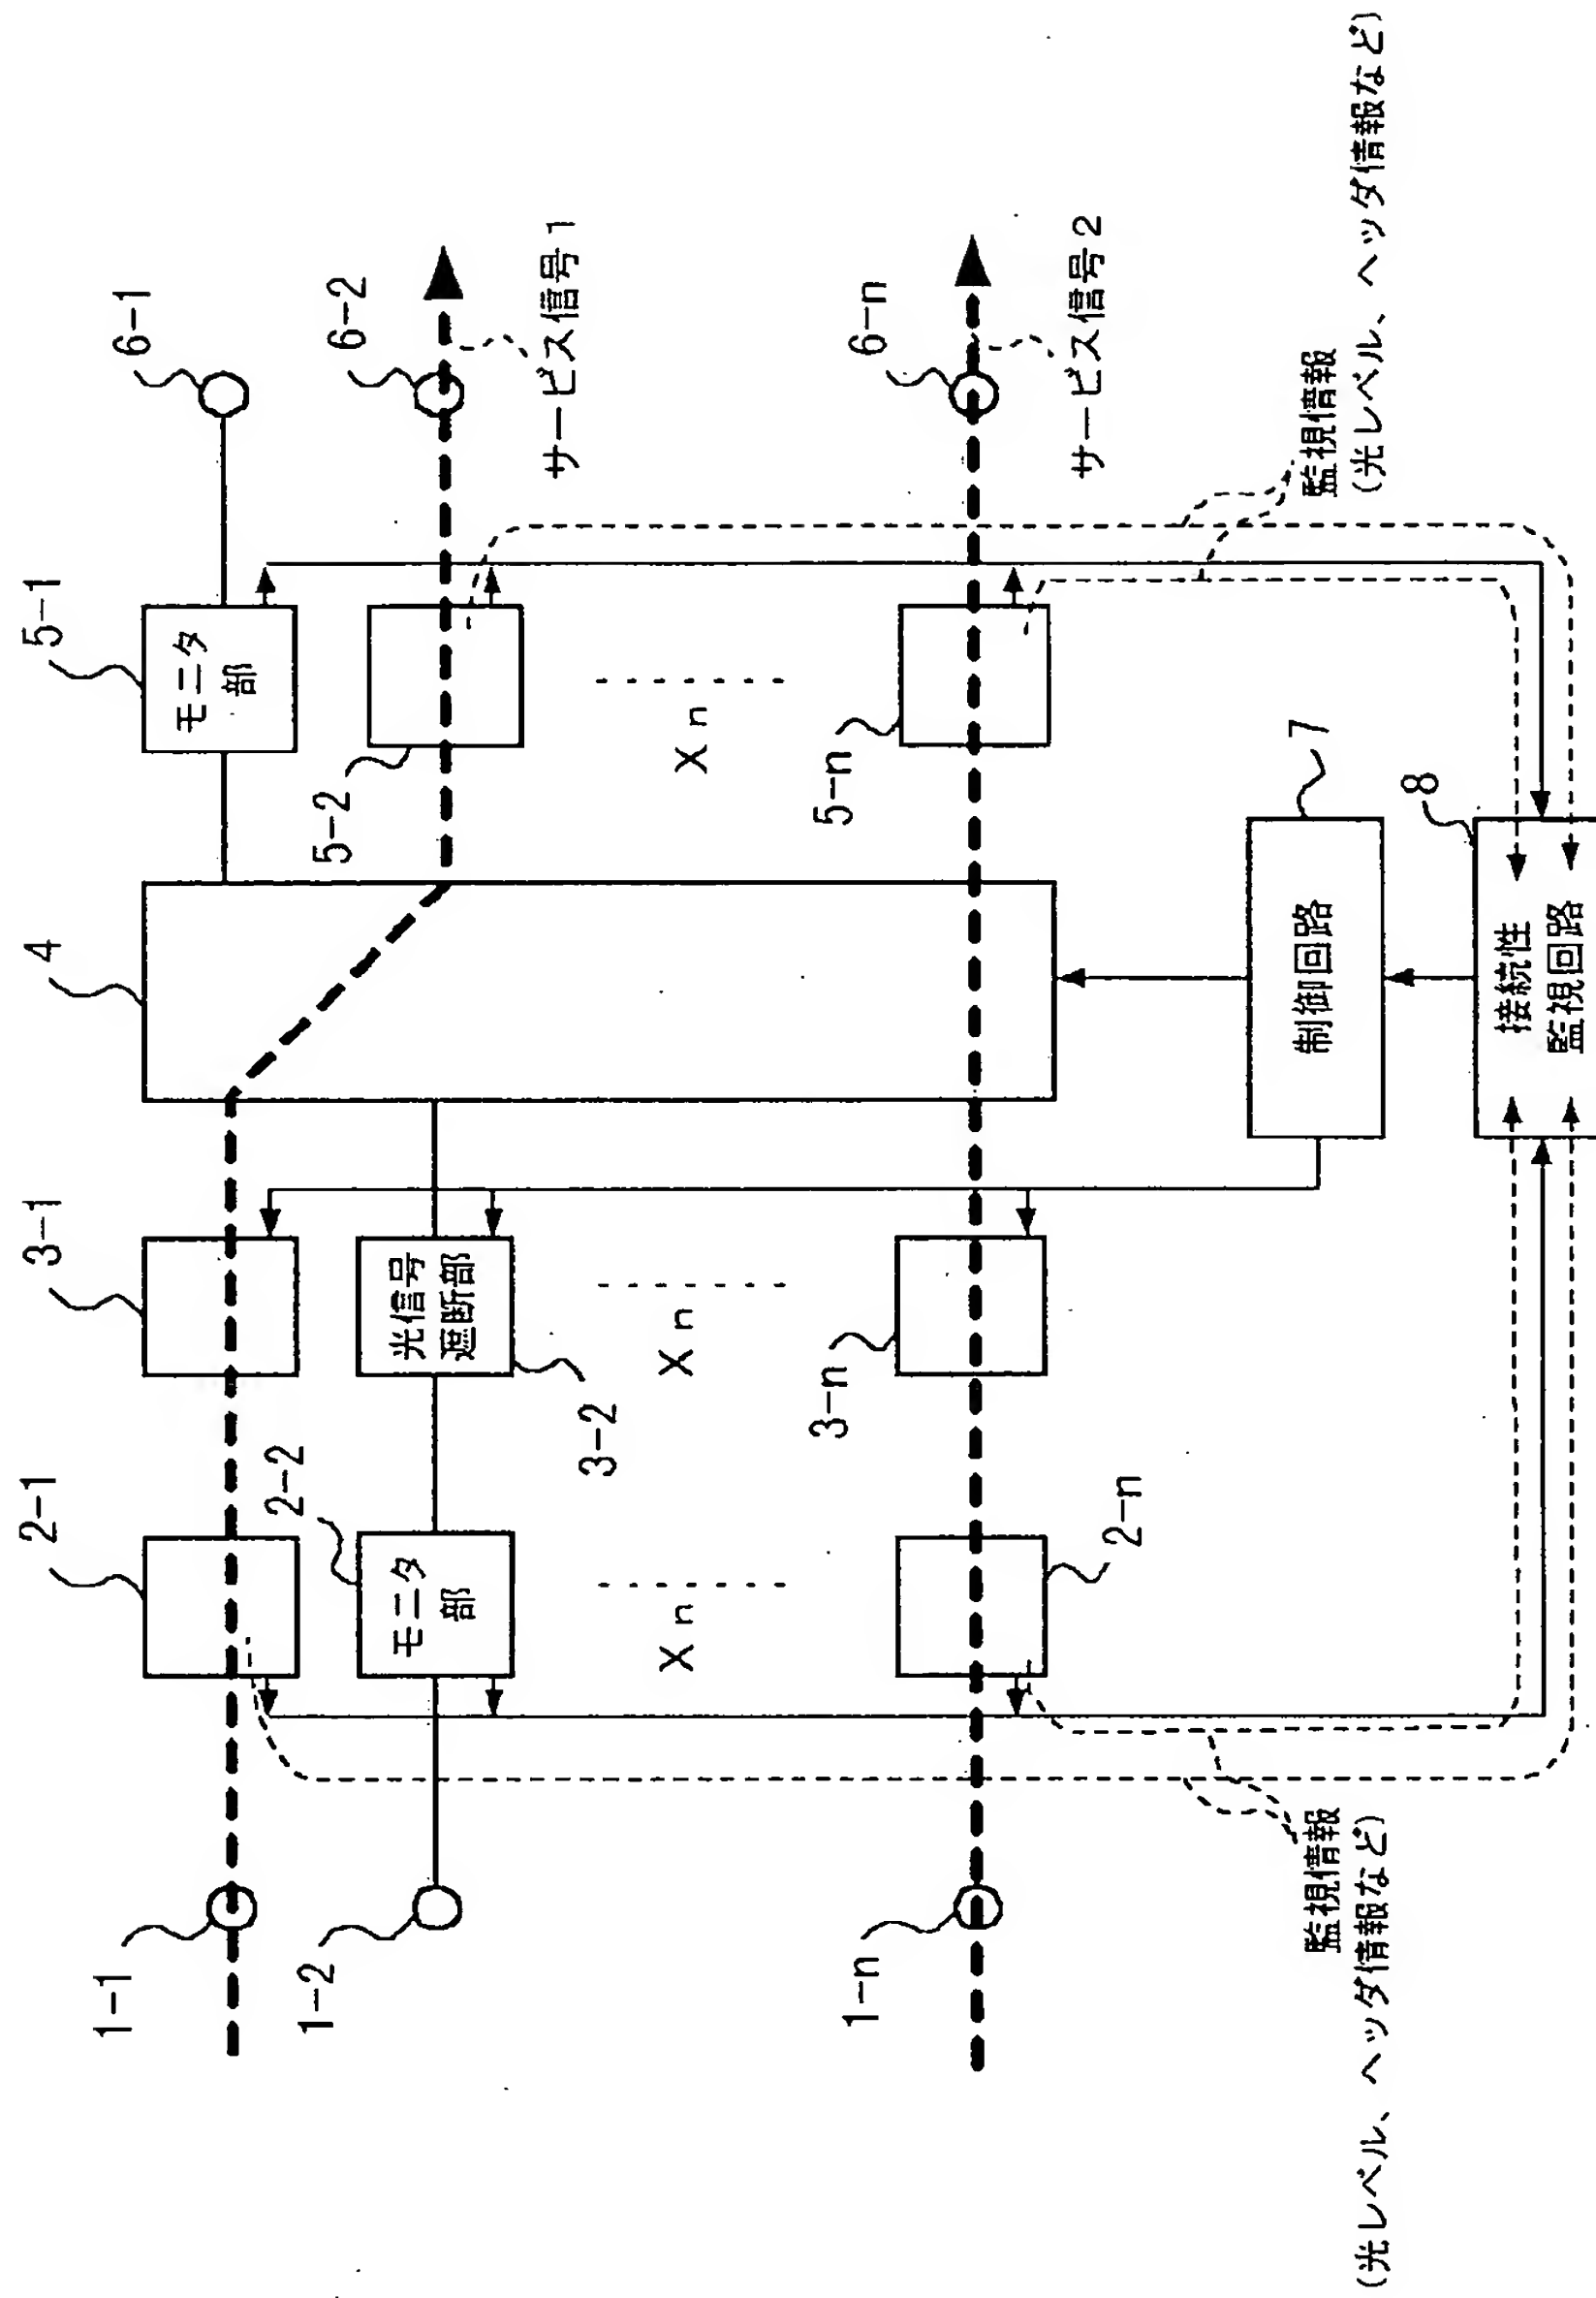 1-1
2-1
3-1
4
5-1
6-1
モニタ
部
1-2
2-2
モニタ
部
3-2
光信号
遮断部
5-2
6-2
サービス信号1
Xn
Xn
Xn
1-n
2-n
3-n
5-n
6-n
サービス信号2
7
制御回路
8
接続性
監視回路
監視情報
(光レベル、ヘッダ情報など)
監視情報
(光レベル、ヘッダ情報など)